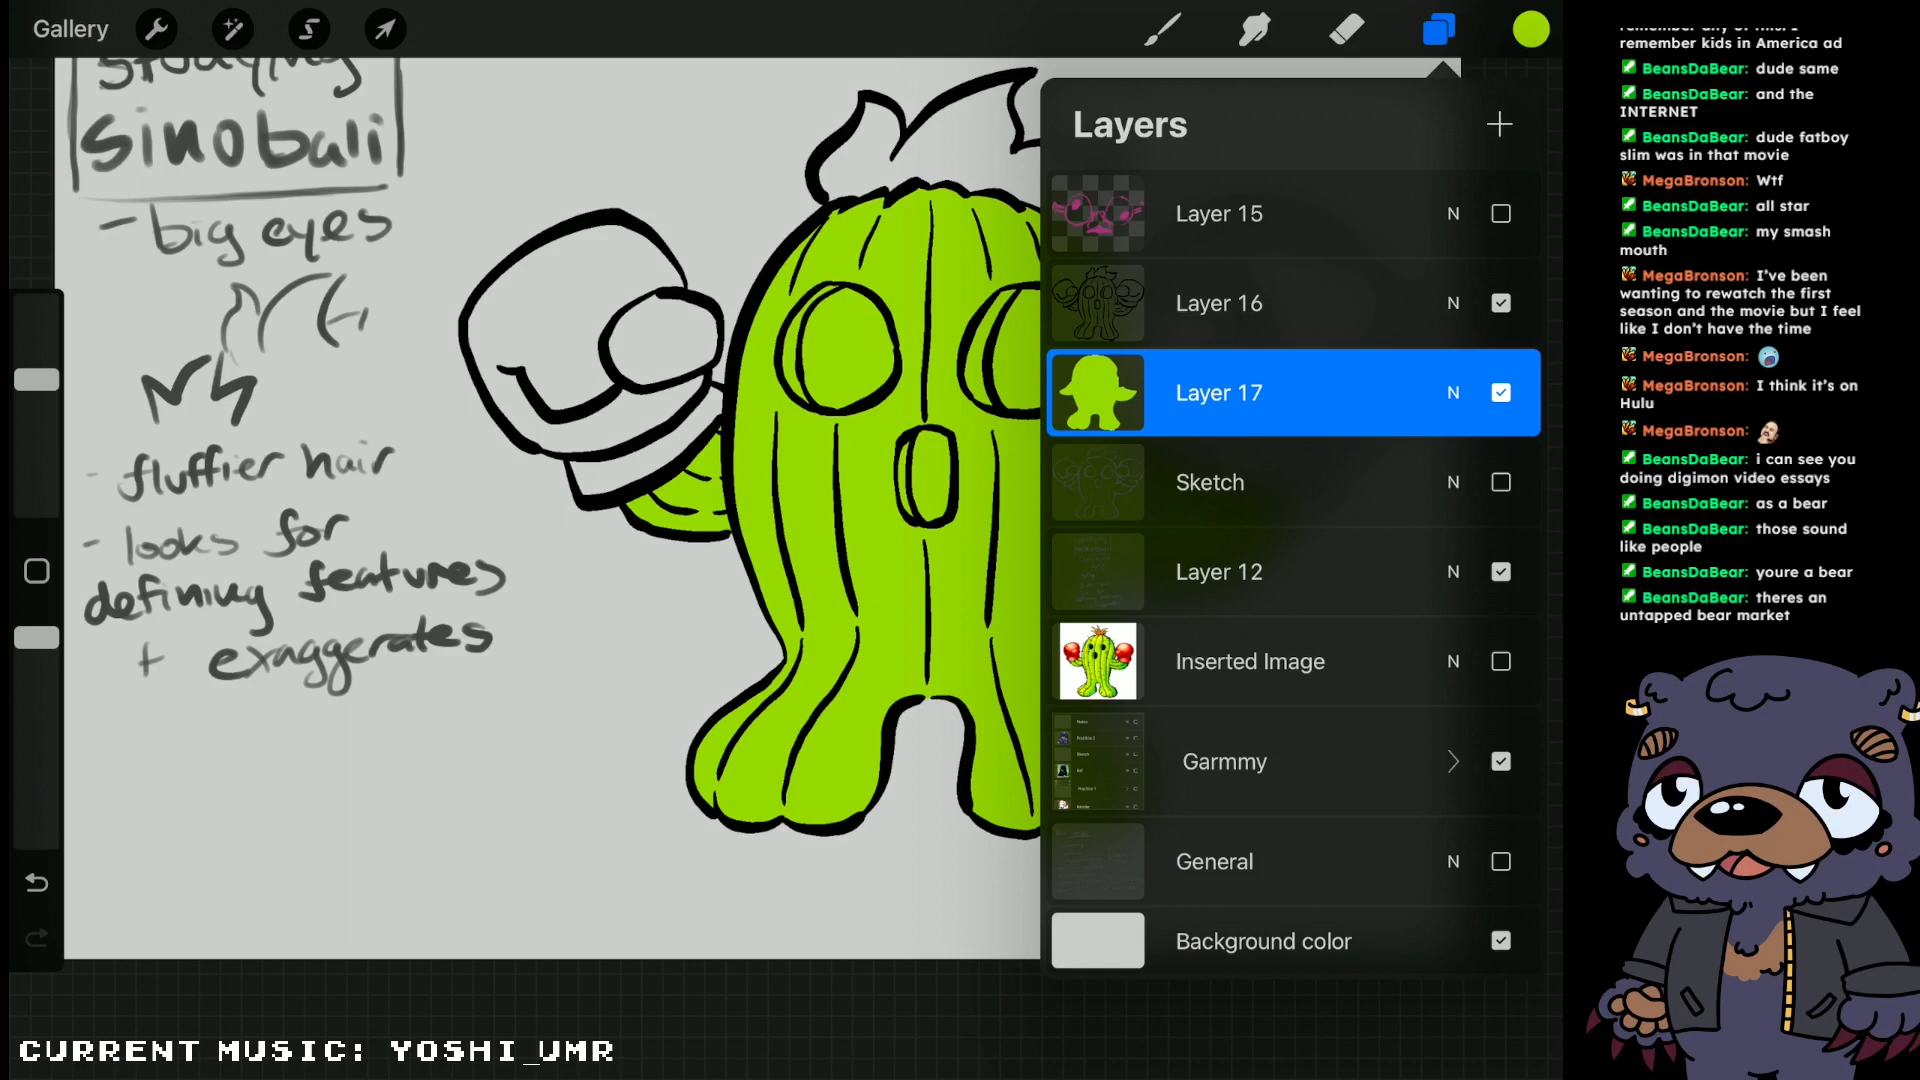 Gallery
studying
sinobali
- big eyes
- fluffier hair
- looks for
defining features
+ exaggerates
Layers
Layer 15 N
Layer 16 N
Layer 17 N
Sketch N
Layer 12 N
Inserted Image N
Garmmy
General N
Background color
remember kids in America ad
BeansDaBear: dude same
BeansDaBear: and the
INTERNET
BeansDaBear: dude fatboy
slim was in that movie
MegaBronson: Wtf
BeansDaBear: all star
BeansDaBear: my smash
mouth
MegaBronson: I've been
wanting to rewatch the first
season and the movie but I feel
like I don't have the time
MegaBronson:
MegaBronson: I think it's on
Hulu
MegaBronson:
BeansDaBear: i can see you
doing digimon video essays
BeansDaBear: as a bear
BeansDaBear: those sound
like people
BeansDaBear: youre a bear
BeansDaBear: theres an
untapped bear market
CURRENT MUSIC: YOSHI_UMR